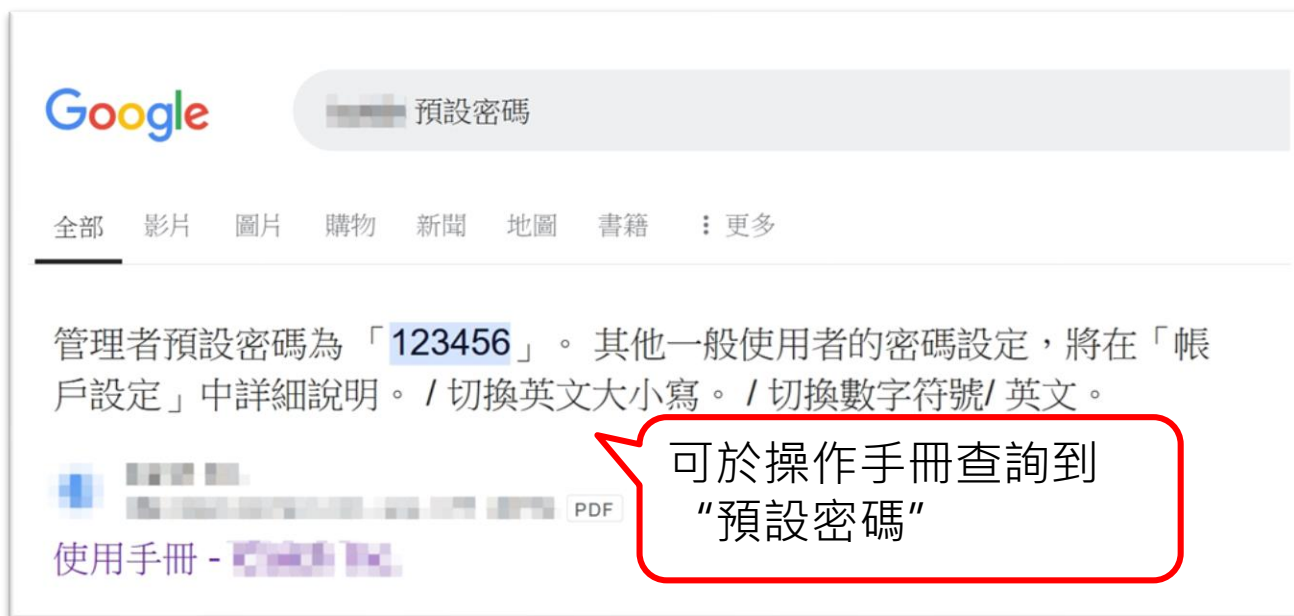 Google
預設密碼
全部 影片 圖片 購物 新聞 地圖 書籍 ⋮ 更多
管理者預設密碼為 「123456」。 其他一般使用者的密碼設定，將在「帳
戶設定」中詳細說明。 / 切換英文大小寫。 / 切換數字符號/ 英文。
可於操作手冊查詢到
“預設密碼”
PDF
使用手冊 -